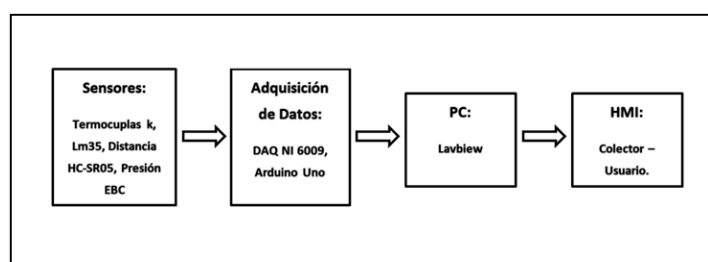 Sensores:
Termocuplas k,
Lm35, Distancia
HC-SR05, Presión
EBC
Adquisición
de Datos:
DAQ NI 6009,
Arduino Uno
PC:
Lavbiew
HMI:
Colector –
Usuario.